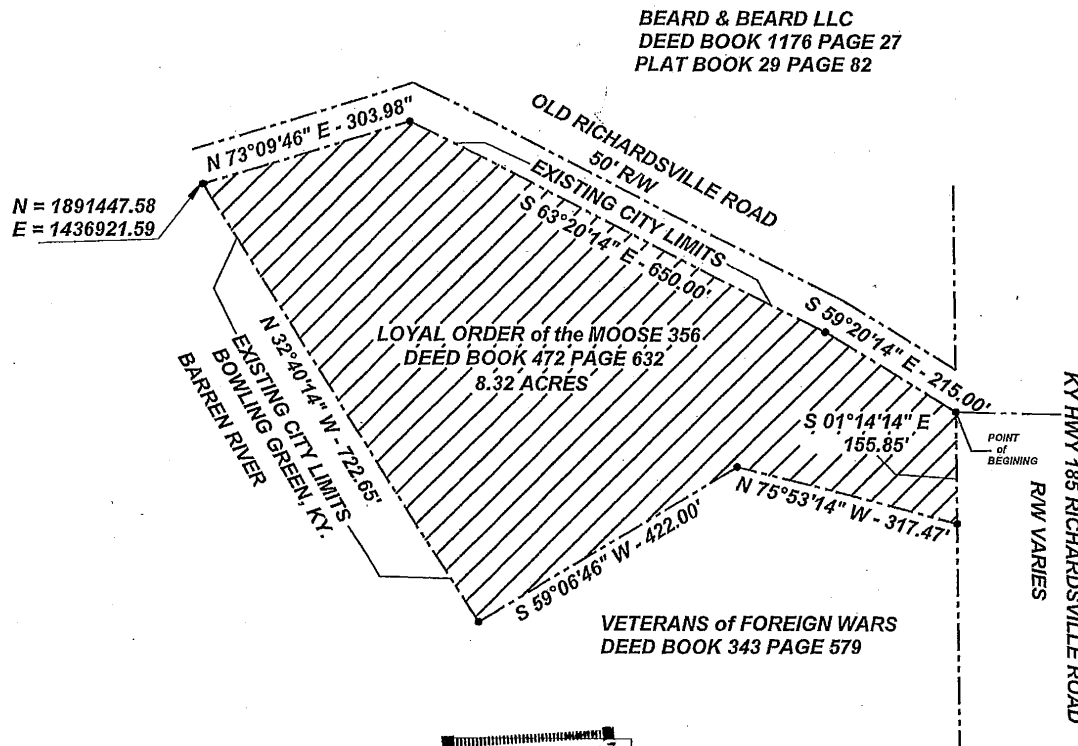 BEARD & BEARD LLC
DEED BOOK 1176 PAGE 27
PLAT BOOK 29 PAGE 82
OLD RICHARDSVILLE ROAD
50' R/W
N 73°09'46" E - 303.98"
EXISTING CITY LIMITS
S 63°20'14" E - 650.00'
N = 1891447.58
E = 1436921.59
S 59°20'14" E - 215.00'
LOYAL ORDER of the MOOSE 356
DEED BOOK 472 PAGE 632
8.32 ACRES
N 32°40'14" W - 722.65'
EXISTING CITY LIMITS
BOWLING GREEN, KY.
BARREN RIVER
S 01°14'14" E
155.85'
POINT
of
BEGINING
KY HWY 185 RICHARDSVILLE ROAD
R/W VARIES
N 75°53'14" W - 317.47'
S 59°06'46" W - 422.00'
VETERANS of FOREIGN WARS
DEED BOOK 343 PAGE 579